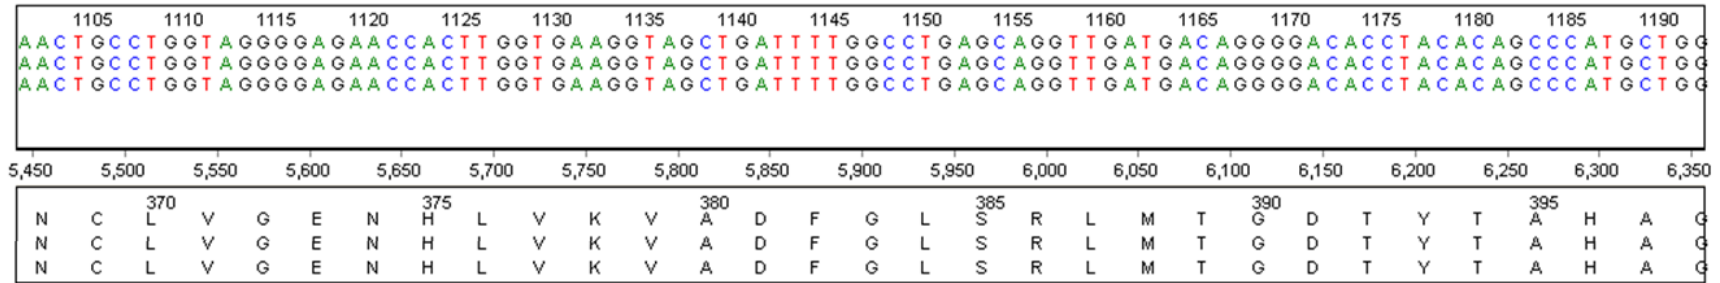 1105 1110 1115 1120 1125 1130 1135 1140 1145 1150 1155 1160 1165 1170 1175 1180 1185 1190
A A C T G C C T G G T A G G G G A G A A C C A C T T G G T G A A G G T A G C T G A T T T T G G C C T G A G C A G G T T G A T G A C A G G G G A C A C C T A C A C A G C C C A T G C T G G
A A C T G C C T G G T A G G G G A G A A C C A C T T G G T G A A G G T A G C T G A T T T T G G C C T G A G C A G G T T G A T G A C A G G G G A C A C C T A C A C A G C C C A T G C T G G
A A C T G C C T G G T A G G G G A G A A C C A C T T G G T G A A G G T A G C T G A T T T T G G C C T G A G C A G G T T G A T G A C A G G G G A C A C C T A C A C A G C C C A T G C T G G
5,450 5,500 5,550 5,600 5,650 5,700 5,750 5,800 5,850 5,900 5,950 6,000 6,050 6,100 6,150 6,200 6,250 6,300 6,350
370 375 380 385 390 395
N C L V G E N H L V K V A D F G L S R L M T G D T Y T A H A G
N C L V G E N H L V K V A D F G L S R L M T G D T Y T A H A G
N C L V G E N H L V K V A D F G L S R L M T G D T Y T A H A G